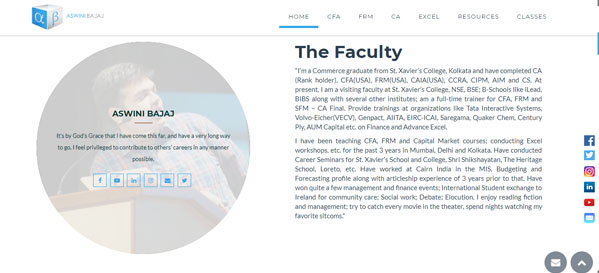 ASWINI BAJAJ
HOME CFA FRM CA EXCEL RESOURCES CLASSES
ASWINI BAJAJ
It's by God's Grace that I have come this far, and have a very long way
to go. I feel privileged to contribute to others' careers in any manner
possible.
The Faculty
"I'm a Commerce graduate from St. Xavier's College, Kolkata and have completed CA
(Rank holder), CFA(USA), FRM(USA), CAIA(USA), CCRA, CIPM, AIM and CS. At
present, I am a visiting faculty at St. Xavier's College, NSE, BSE; B-Schools like iLead,
BIBS along with several other institutes; am a full-time trainer for CFA, FRM and
SFM – CA Final. Provide trainings at organizations like Tata Interactive Systems,
Volvo-Eicher(VECV), Genpact, AIITA, EIRC-ICAI, Saregama, Quaker Chem, Century
Ply, AUM Capital etc. on Finance and Advance Excel.
I have been teaching CFA, FRM and Capital Market courses; conducting Excel
workshops, etc. for the past 3 years in Mumbai, Delhi and Kolkata. Have conducted
Career Seminars for St. Xavier's School and College, Shri Shikshayatan, The Heritage
School, Loreto, etc. Have worked at Cairn India in the MIS, Budgeting and
Forecasting profile along with articleship experience of 3 years prior to that. Have
won quite a few management and finance events; International Student exchange to
Ireland for community care; Social work; Debate; Elocution. I enjoy reading fiction
and management; try to catch every movie in the theater, spend nights watching my
favorite sitcoms."